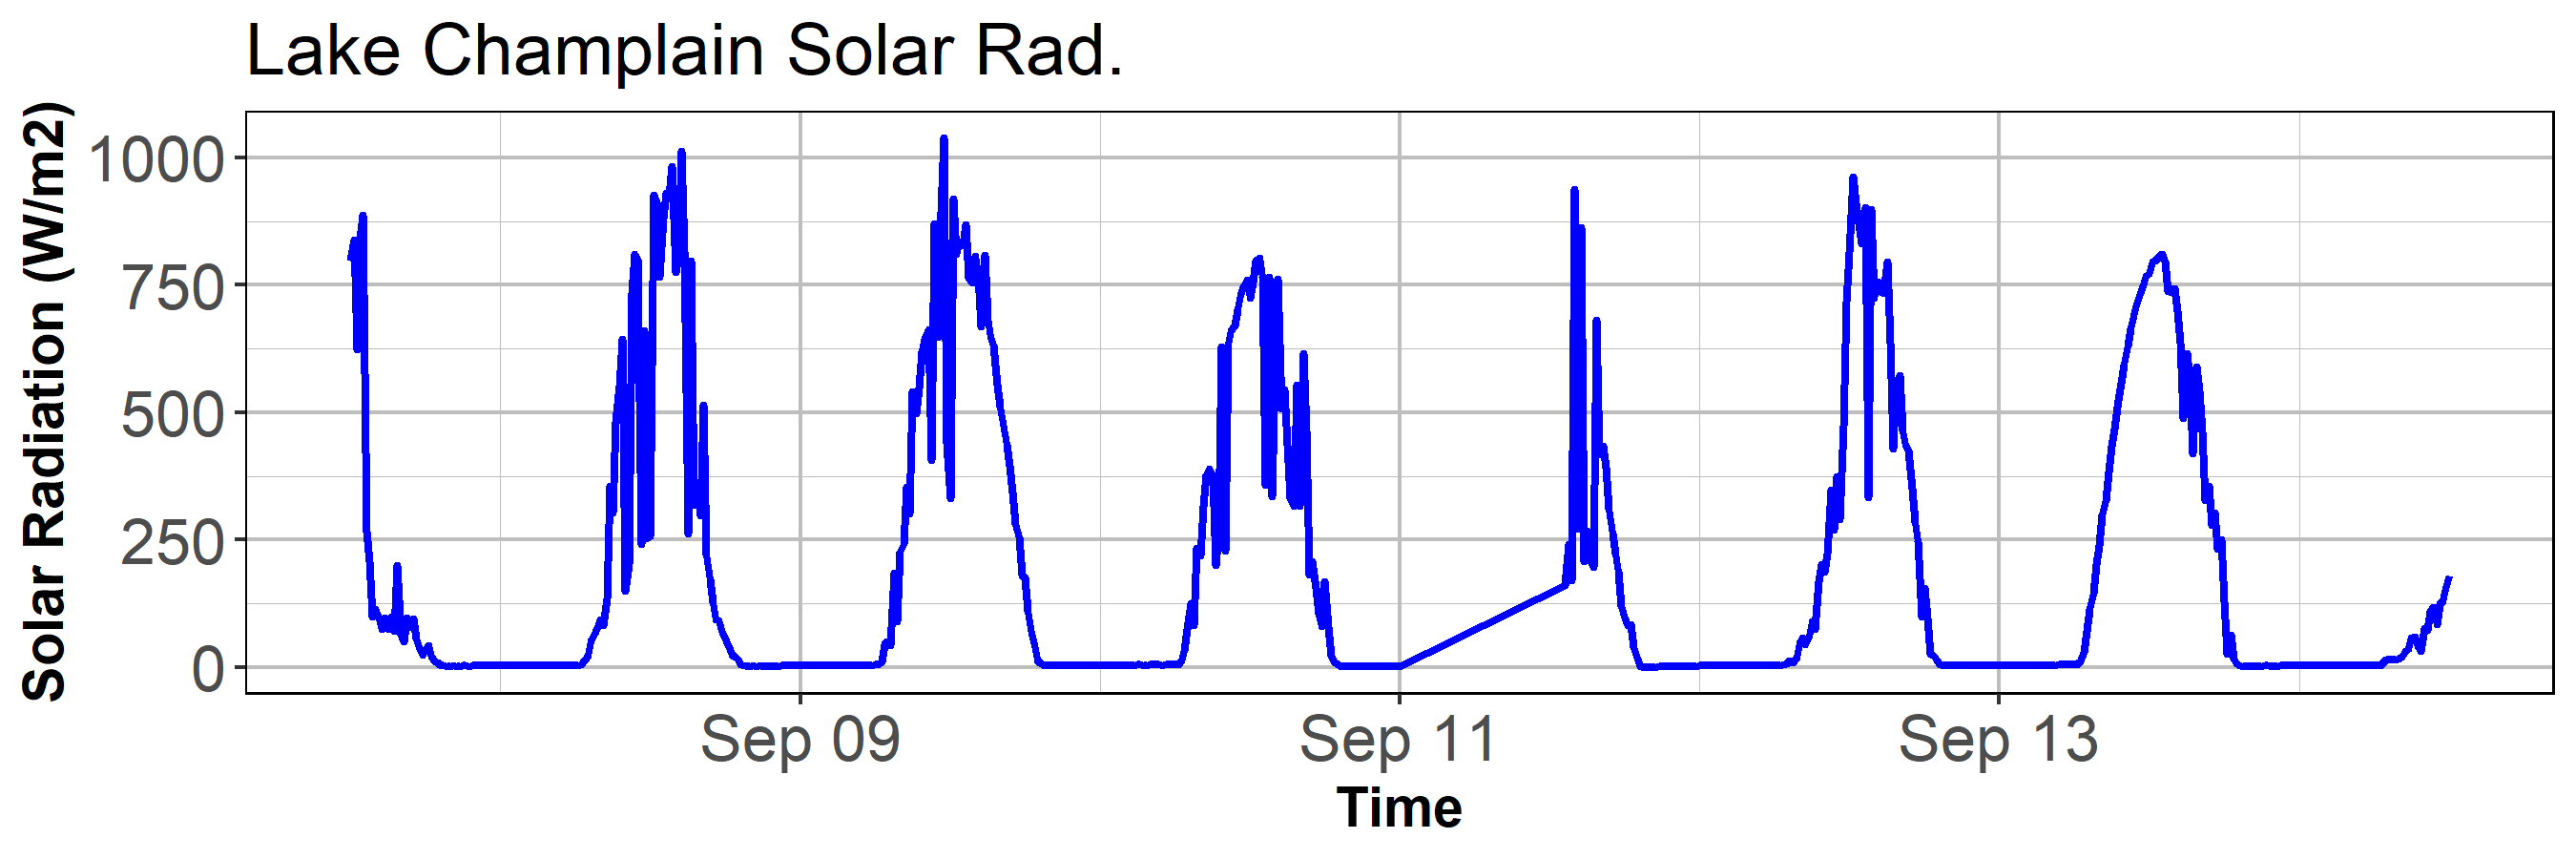 Lake Champlain Solar Rad.
Solar Radiation (W/m2)
1000
750
500
250
0
Sep 09 Sep 11 Sep 13
Time